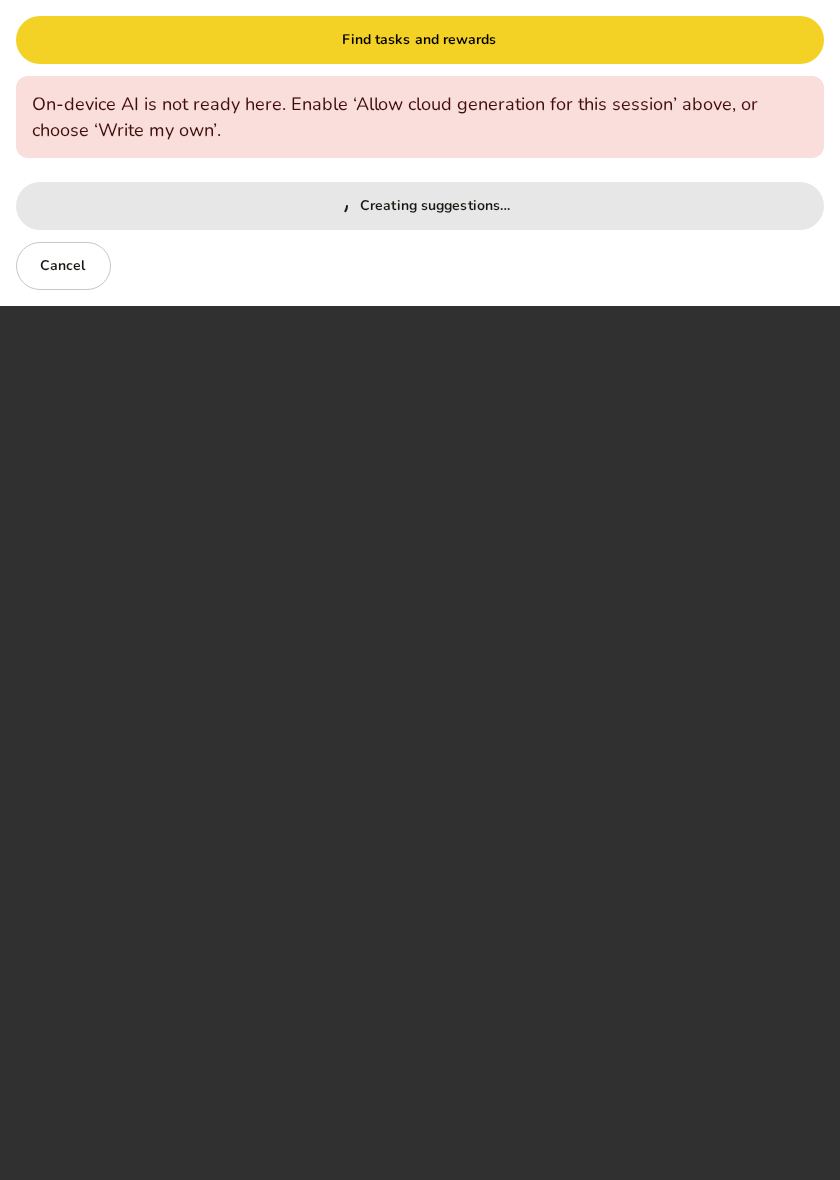 Find tasks and rewards
On-device AI is not ready here. Enable ‘Allow cloud generation for this session’ above, or
choose ‘Write my own’.
Creating suggestions…
Cancel